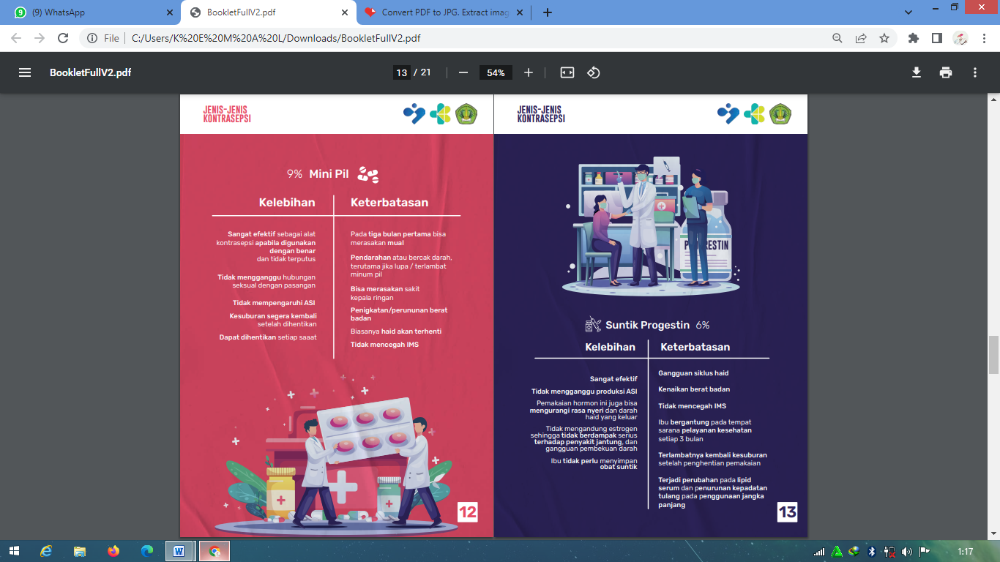 (9) WhatsApp
BookletFullV2.pdf
Convert PDF to JPG. Extract imag
File
C:/Users/K%20E%20M%20A%20L/Downloads/BookletFullV2.pdf
BookletFullV2.pdf
13 / 21
54%
JENIS-JENIS
KONTRASEPSI
9% Mini Pil
Kelebihan
Keterbatasan
Sangat efektif sebagai alat
kontrasepsi apabila digunakan
dengan benar
dan tidak terputus
Tidak mengganggu hubungan
seksual dengan pasangan
Tidak mempengaruhi ASI
Kesuburan segera kembali
setelah dihentikan
Dapat dihentikan setiap saaat
Pada tiga bulan pertama bisa
merasakan mual
Pendarahan atau bercak darah,
terutama jika lupa / terlambat
minum pil
Bisa merasakan sakit
kepala ringan
Penigkatan/perununan berat
badan
Biasanya haid akan terhenti
Tidak mencegah IMS
12
JENIS-JENIS
KONTRASEPSI
Suntik Progestin 6%
Kelebihan
Keterbatasan
Sangat efektif
Tidak mengganggu produksi ASI
Pemakaian hormon ini juga bisa
mengurangi rasa nyeri dan darah
haid yang keluar
Tidak mengandung estrogen
sehingga tidak berdampak serius
terhadap penyakit jantung, dan
gangguan pembekuan darah
Ibu tidak perlu menyimpan
obat suntik
Gangguan siklus haid
Kenaikan berat badan
Tidak mencegah IMS
Ibu bergantung pada tempat
sarana pelayanan kesehatan
setiap 3 bulan
Terlambatnya kembali kesuburan
setelah penghentian pemakaian
Terjadi perubahan pada lipid
serum dan penurunan kepadatan
tulang pada penggunaan jangka
panjang
13
1:17